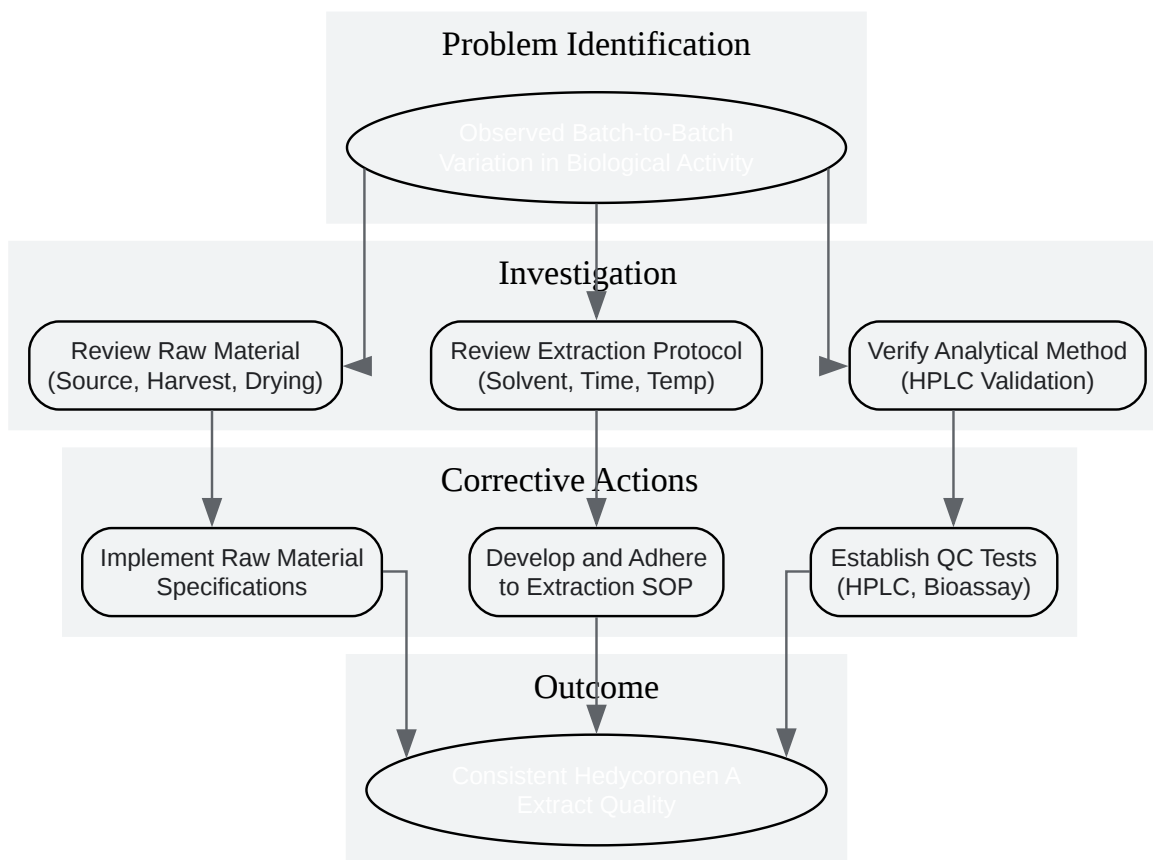 Problem Identification
Observed Batch-to-Batch
Variation in Biological Activity
Investigation
Review Raw Material
(Source, Harvest, Drying)
Review Extraction Protocol
(Solvent, Time, Temp)
Verify Analytical Method
(HPLC Validation)
Corrective Actions
Implement Raw Material
Specifications
Develop and Adhere
to Extraction SOP
Establish QC Tests
(HPLC, Bioassay)
Outcome
Consistent Hedycoronen A
Extract Quality